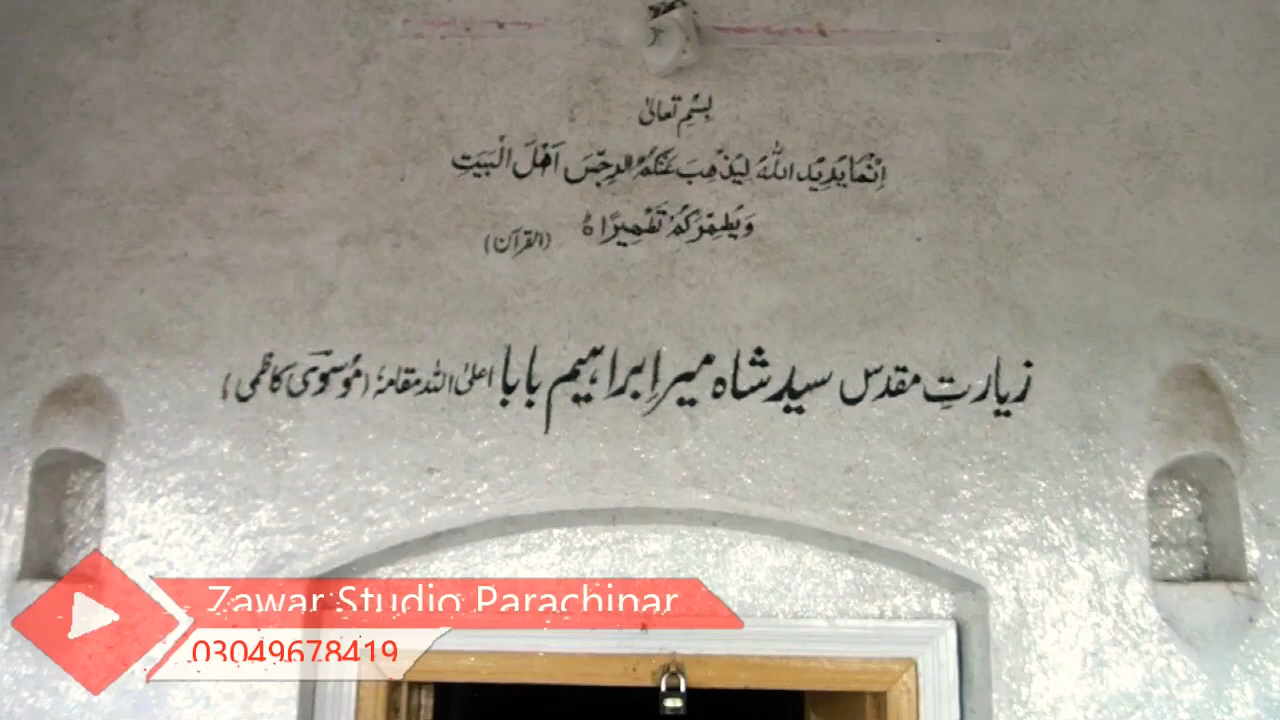 بسمِ تعالیٰ
اِنَّمَا یُرِیْدُ اللّٰهُ لِیُذْهِبَ عَنْکُمُ الرِّجْسَ اَهْلَ الْبَیْتِ
وَیُطَهِّرَکُمْ تَطْهِیْرًا ہ (القرآن)
زیارتِ مقدس سید شاہ میر ابراہیم بابا اعلیٰ اللہ مقامہٗ (موسوی کاظمی)
Zawar Studio Parachinar
03049678419